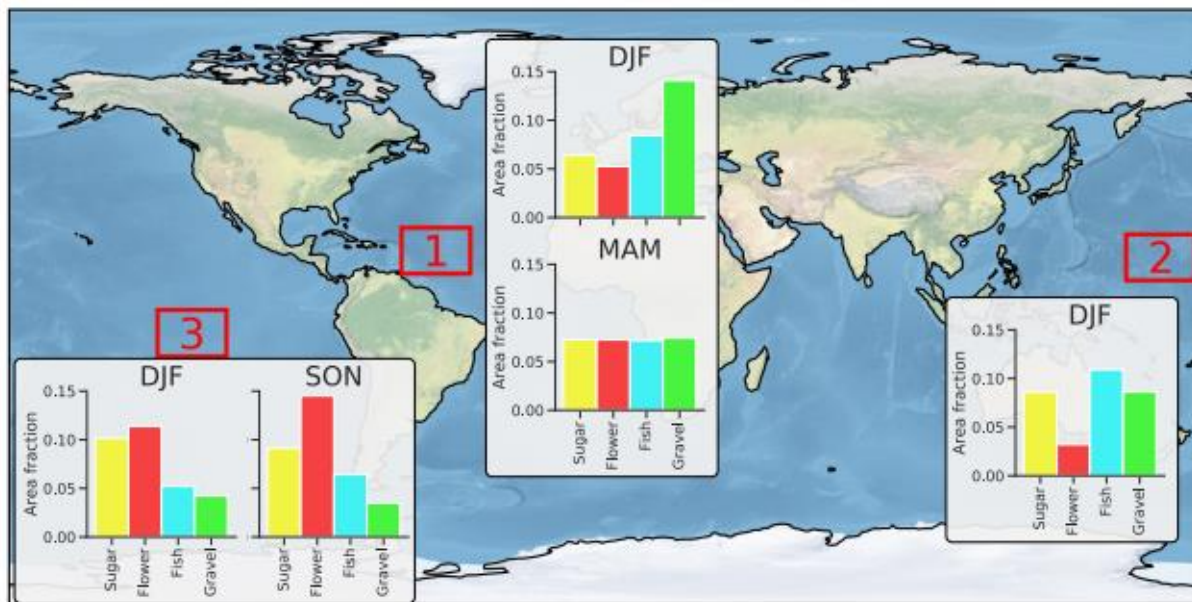 DJF
0.15
0.10
0.05
0.00
Area fraction
MAM
0.15
0.10
0.05
0.00
Area fraction
Sugar
Flower
Fish
Gravel
1
2
3
DJF
SON
0.15
0.10
0.05
0.00
Area fraction
Sugar
Flower
Fish
Gravel
Sugar
Flower
Fish
Gravel
DJF
0.15
0.10
0.05
0.00
Area fraction
Sugar
Flower
Fish
Gravel